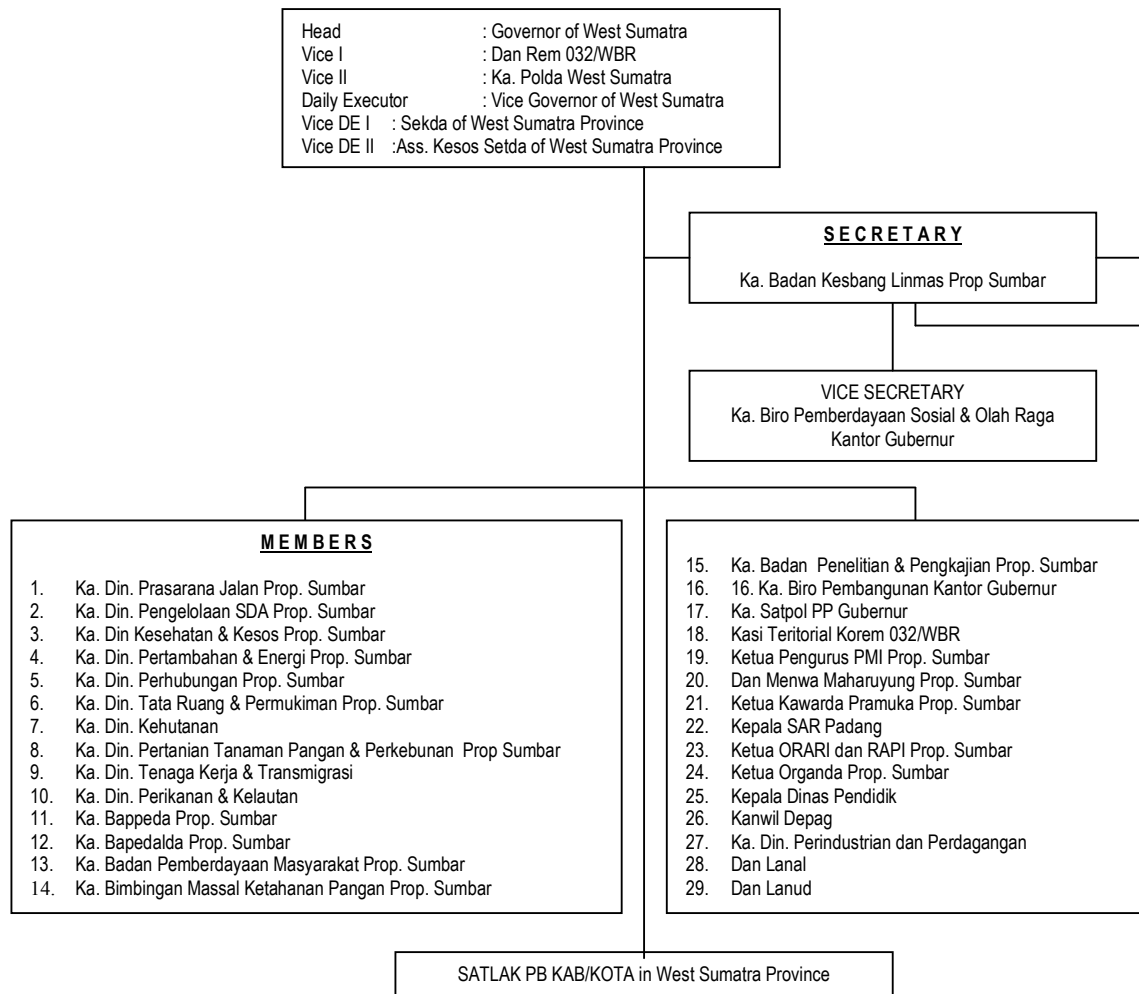 Head : Governor of West Sumatra
Vice I : Dan Rem 032/WBR
Vice II : Ka. Polda West Sumatra
Daily Executor : Vice Governor of West Sumatra
Vice DE I : Sekda of West Sumatra Province
Vice DE II :Ass. Kesos Setda of West Sumatra Province
SECRETARY
Ka. Badan Kesbang Linmas Prop Sumbar
VICE SECRETARY
Ka. Biro Pemberdayaan Sosial & Olah Raga
Kantor Gubernur
MEMBERS
1. Ka. Din. Prasarana Jalan Prop. Sumbar
2. Ka. Din. Pengelolaan SDA Prop. Sumbar
3. Ka. Din Kesehatan & Kesos Prop. Sumbar
4. Ka. Din. Pertambahan & Energi Prop. Sumbar
5. Ka. Din. Perhubungan Prop. Sumbar
6. Ka. Din. Tata Ruang & Permukiman Prop. Sumbar
7. Ka. Din. Kehutanan
8. Ka. Din. Pertanian Tanaman Pangan & Perkebunan Prop Sumbar
9. Ka. Din. Tenaga Kerja & Transmigrasi
10. Ka. Din. Perikanan & Kelautan
11. Ka. Bappeda Prop. Sumbar
12. Ka. Bapedalda Prop. Sumbar
13. Ka. Badan Pemberdayaan Masyarakat Prop. Sumbar
14. Ka. Bimbingan Massal Ketahanan Pangan Prop. Sumbar
15. Ka. Badan Penelitian & Pengkajian Prop. Sumbar
16. 16. Ka. Biro Pembangunan Kantor Gubernur
17. Ka. Satpol PP Gubernur
18. Kasi Teritorial Korem 032/WBR
19. Ketua Pengurus PMI Prop. Sumbar
20. Dan Menwa Maharuyung Prop. Sumbar
21. Ketua Kawarda Pramuka Prop. Sumbar
22. Kepala SAR Padang
23. Ketua ORARI dan RAPI Prop. Sumbar
24. Ketua Organda Prop. Sumbar
25. Kepala Dinas Pendidik
26. Kanwil Depag
27. Ka. Din. Perindustrian dan Perdagangan
28. Dan Lanal
29. Dan Lanud
SATLAK PB KAB/KOTA in West Sumatra Province